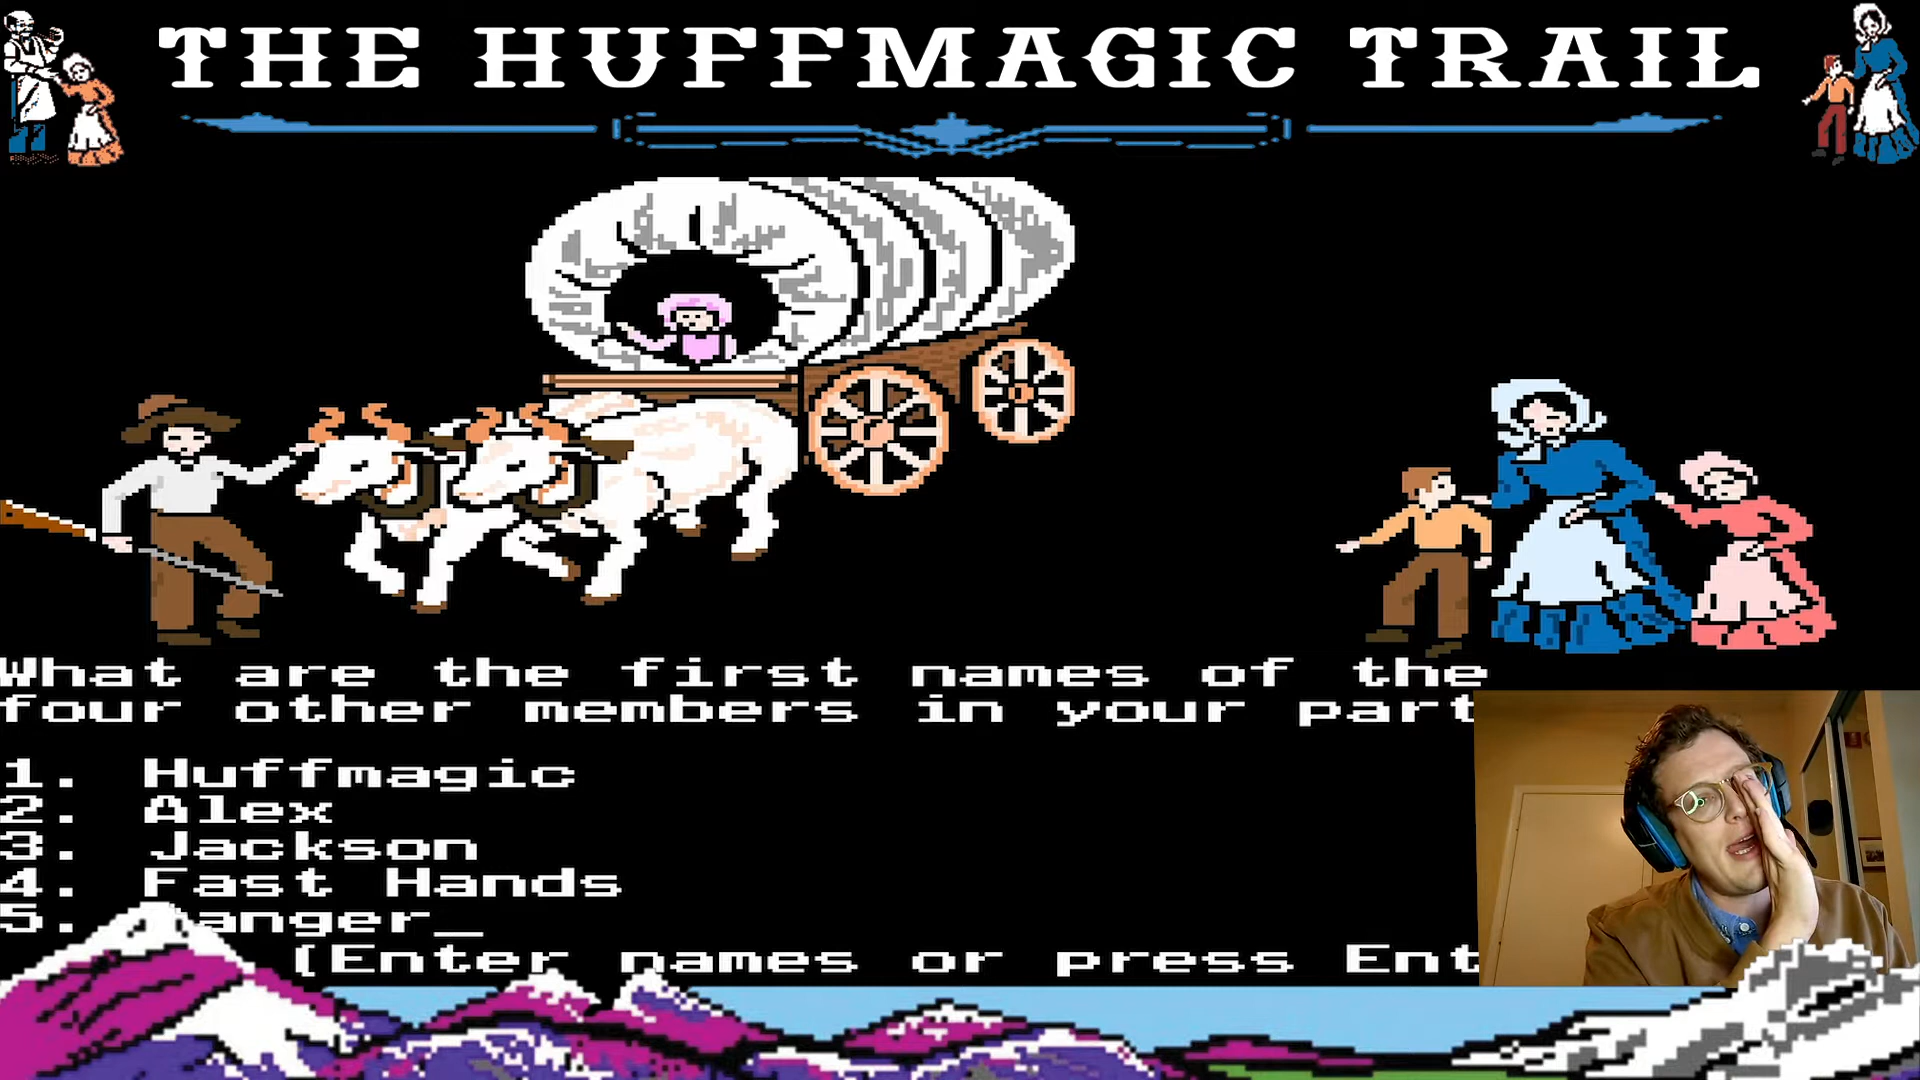 THE HUFFMAGIC TRAIL
What are the first names of the
four other members in your part
1. Huffmagic
2. Alex
3. Jackson
4. Fast Hands
5. anger_
(Enter names or press Ent